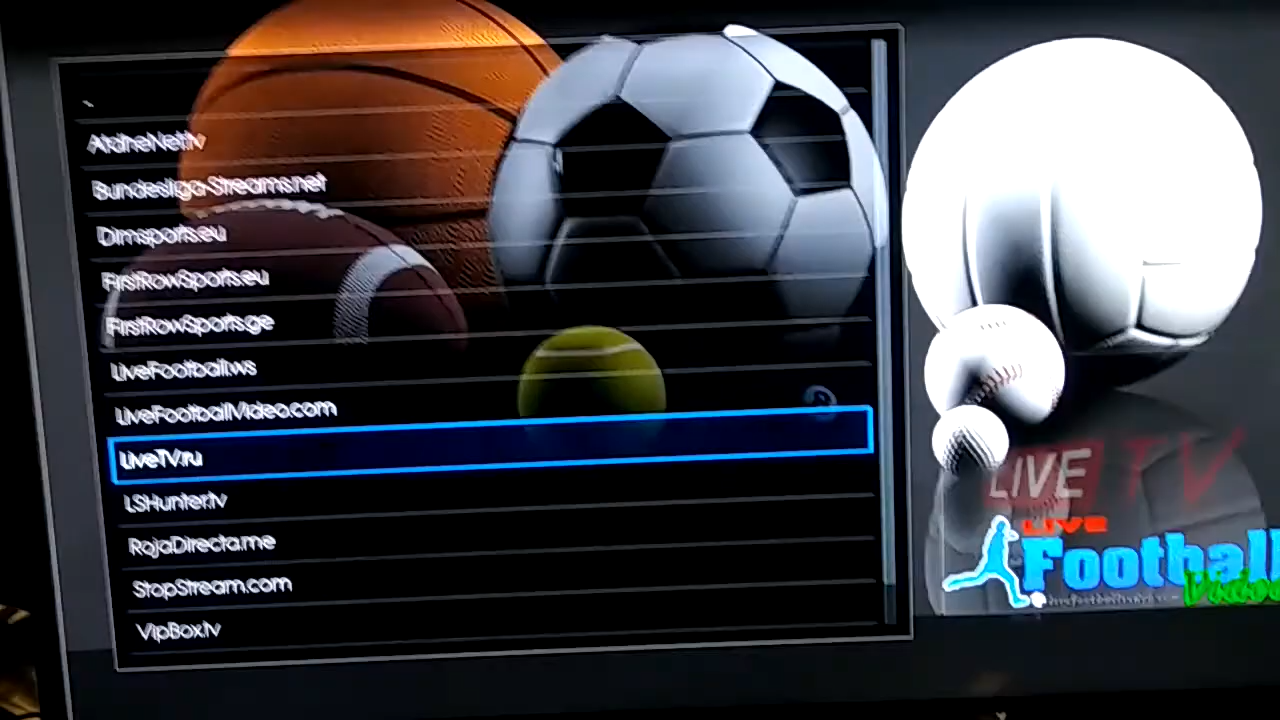 AtdheNet.tv
Bundesliga-Streams.net
Dimsports.eu
FirstRowSports.eu
FirstRowSports.ge
LiveFootball.ws
LiveFootballVideo.com
LiveTV.ru
LSHunter.tv
RojaDirecta.me
StopStream.com
VipBox.tv
LIVE TV
LIVE
Football
Video